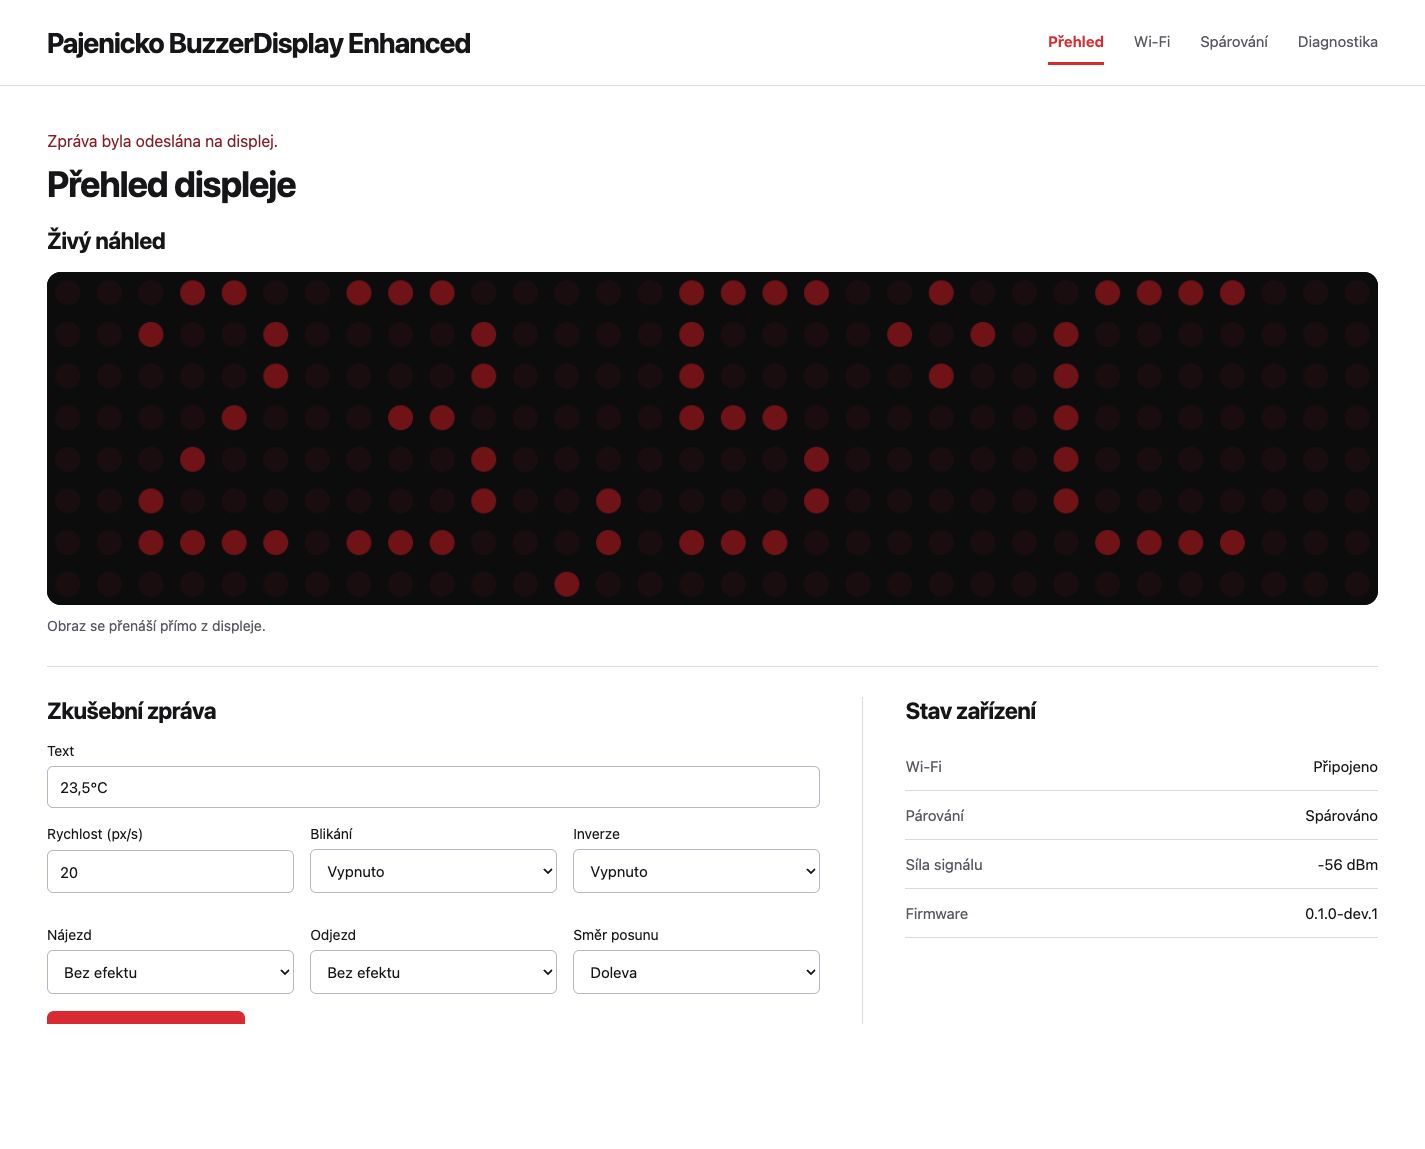 Pajenicko BuzzerDisplay Enhanced
Přehled Wi-Fi Spárování Diagnostika
Zpráva byla odeslána na displej.
Přehled displeje
Živý náhled
23,5°C
Obraz se přenáší přímo z displeje.
Zkušební zpráva
Text
23,5°C
Rychlost (px/s) Blikání Inverze
20 Vypnuto Vypnuto
Nájezd Odjezd Směr posunu
Bez efektu Bez efektu Doleva
Stav zařízení
Wi-Fi Připojeno
Párování Spárováno
Síla signálu -56 dBm
Firmware 0.1.0-dev.1